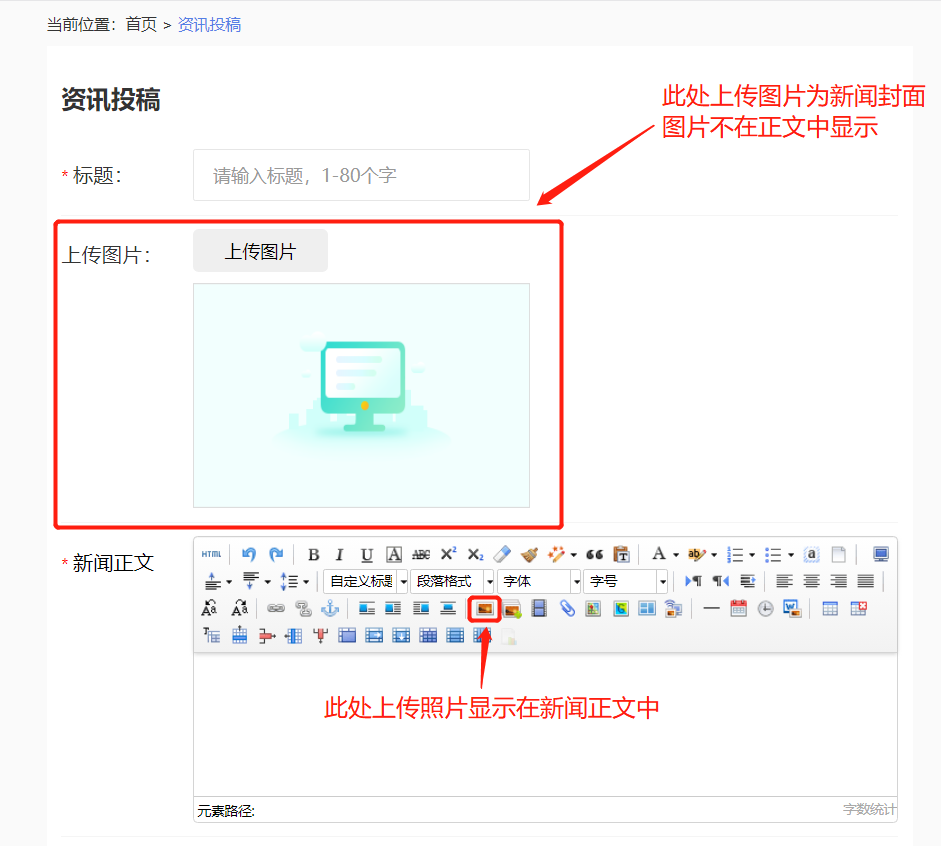 当前位置：首页 > 资讯投稿
资讯投稿
此处上传图片为新闻封面
图片不在正文中显示
* 标题：
请输入标题，1-80个字
上传图片：
上传图片
* 新闻正文
HTML B I U A ABC X² X₂ A ab a
自定义标题 段落格式 字体 字号
此处上传照片显示在新闻正文中
元素路径:
字数统计